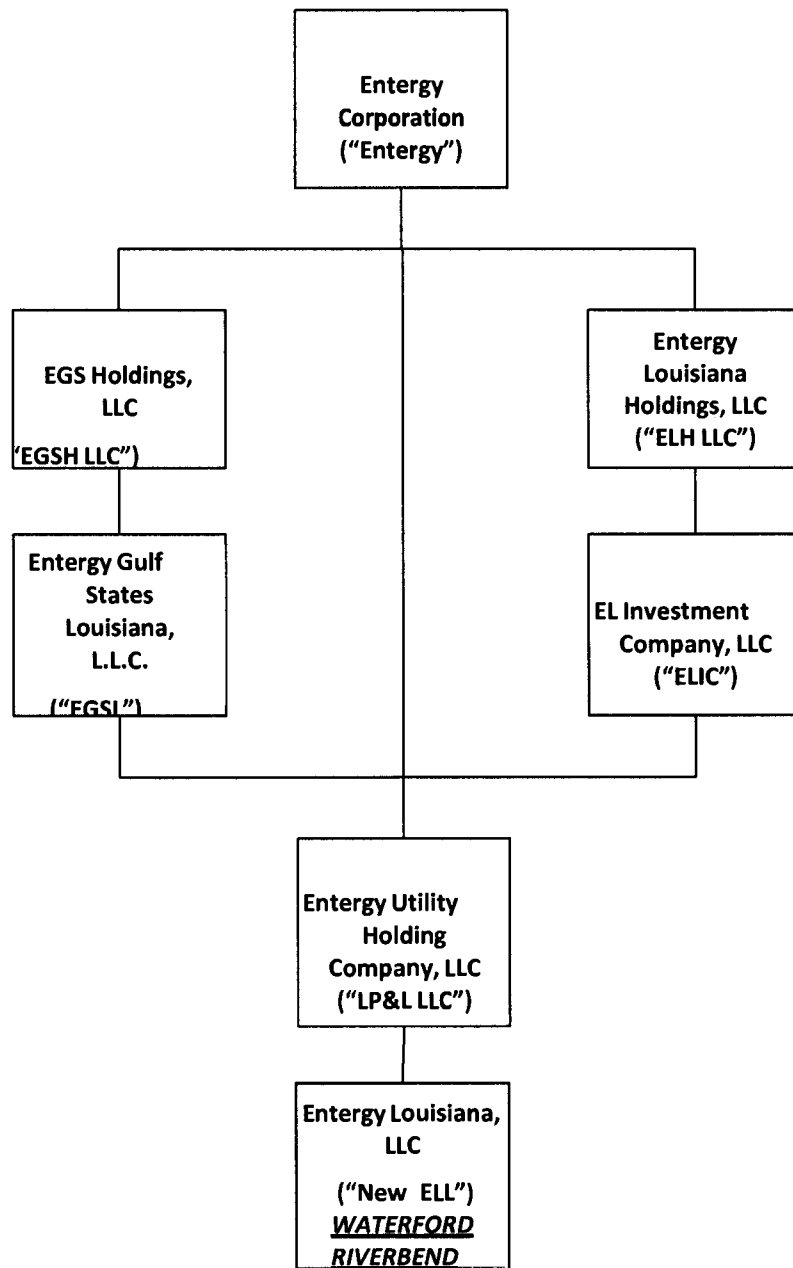 Entergy
Corporation
(“Entergy”)
EGS Holdings,
LLC
‘EGSH LLC”)
Entergy
Louisiana
Holdings, LLC
(“ELH LLC”)
Entergy Gulf
States
Louisiana,
L.L.C.
(“EGSL”)
EL Investment
Company, LLC
(“ELIC”)
Entergy Utility
Holding
Company, LLC
(“LP&L LLC”)
Entergy Louisiana,
LLC
(“New ELL”)
WATERFORD
RIVERBEND